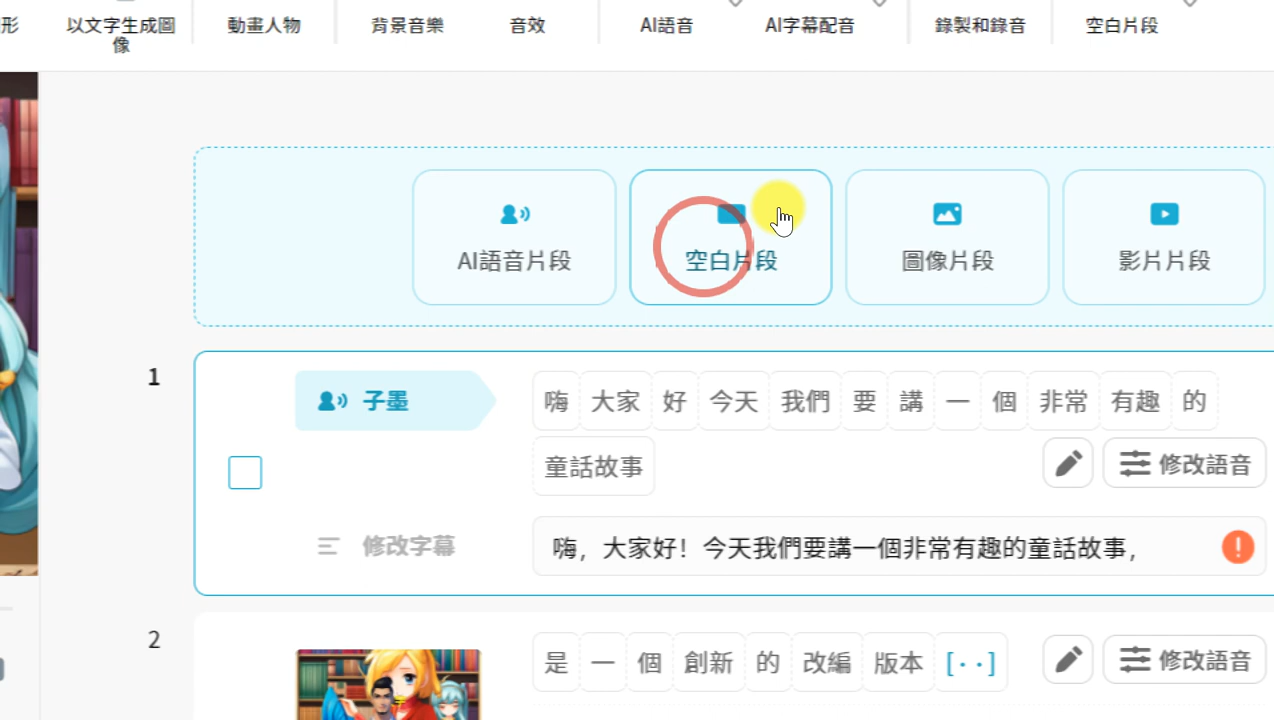 形 以文字生成圖像 動畫人物 背景音樂 音效 AI語音 AI字幕配音 錄製和錄音 空白片段
AI語音片段 空白片段 圖像片段 影片片段
1 子墨 嗨 大家 好 今天 我們 要 講 一 個 非常 有趣 的
童話故事 修改語音
修改字幕 嗨，大家好！今天我們要講一個非常有趣的童話故事，
2 是 一 個 創新 的 改編 版本 [··] 修改語音